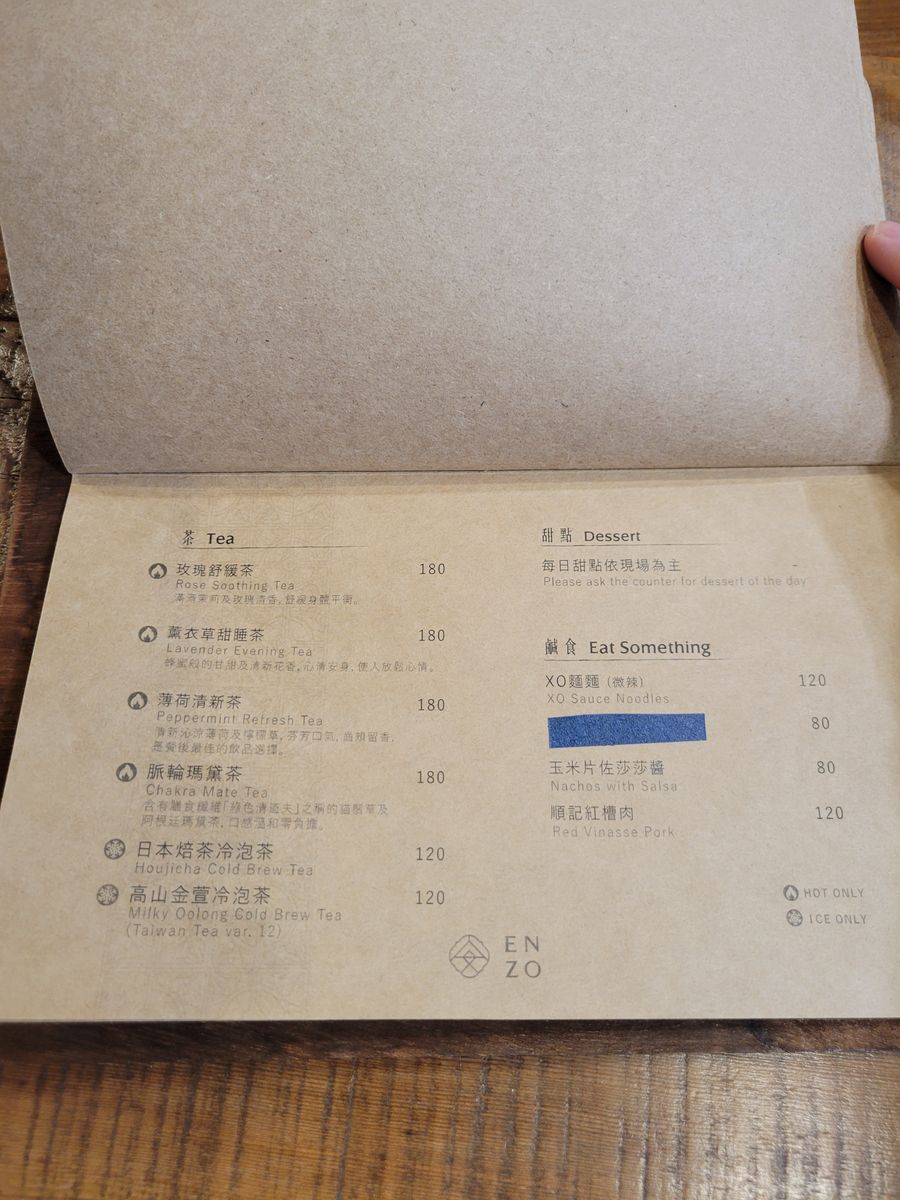 茶 Tea
玫瑰舒緩茶 180
Rose Soothing Tea
滿滿茉莉及玫瑰清香,舒緩身體平衡。
薰衣草甜睡茶 180
Lavender Evening Tea
蜂蜜般的甘甜及清新花香,心清安身,使人放鬆心情。
薄荷清新茶 180
Peppermint Refresh Tea
清新沁涼薄荷及檸檬草,芬芳口氣,齒頰留香,
是餐後最佳的飲品選擇。
脈輪瑪黛茶 180
Chakra Mate Tea
含有膳食纖維「綠色清道夫」之稱的貓鬚草及
阿根廷瑪黛茶,口感溫和零負擔。
日本焙茶冷泡茶 120
Houjicha Cold Brew Tea
高山金萱冷泡茶 120
Milky Oolong Cold Brew Tea
(Taiwan Tea var. 12)
甜點 Dessert
每日甜點依現場為主 -
Please ask the counter for dessert of the day
鹹食 Eat Something
XO麵麵 (微辣) 120
XO Sauce Noodles
80
玉米片佐莎莎醬 80
Nachos with Salsa
順記紅槽肉 120
Red Vinasse Pork
HOT ONLY
ICE ONLY
EN
ZO